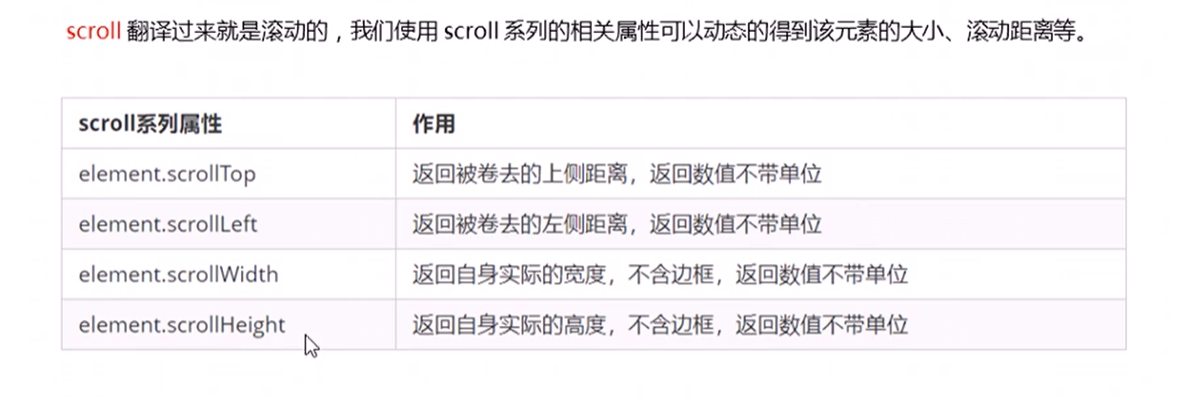 scroll 翻译过来就是滚动的，我们使用 scroll 系列的相关属性可以动态的得到该元素的大小、滚动距离等。
scroll系列属性 作用
element.scrollTop 返回被卷去的上侧距离，返回数值不带单位
element.scrollLeft 返回被卷去的左侧距离，返回数值不带单位
element.scrollWidth 返回自身实际的宽度，不含边框，返回数值不带单位
element.scrollHeight 返回自身实际的高度，不含边框，返回数值不带单位